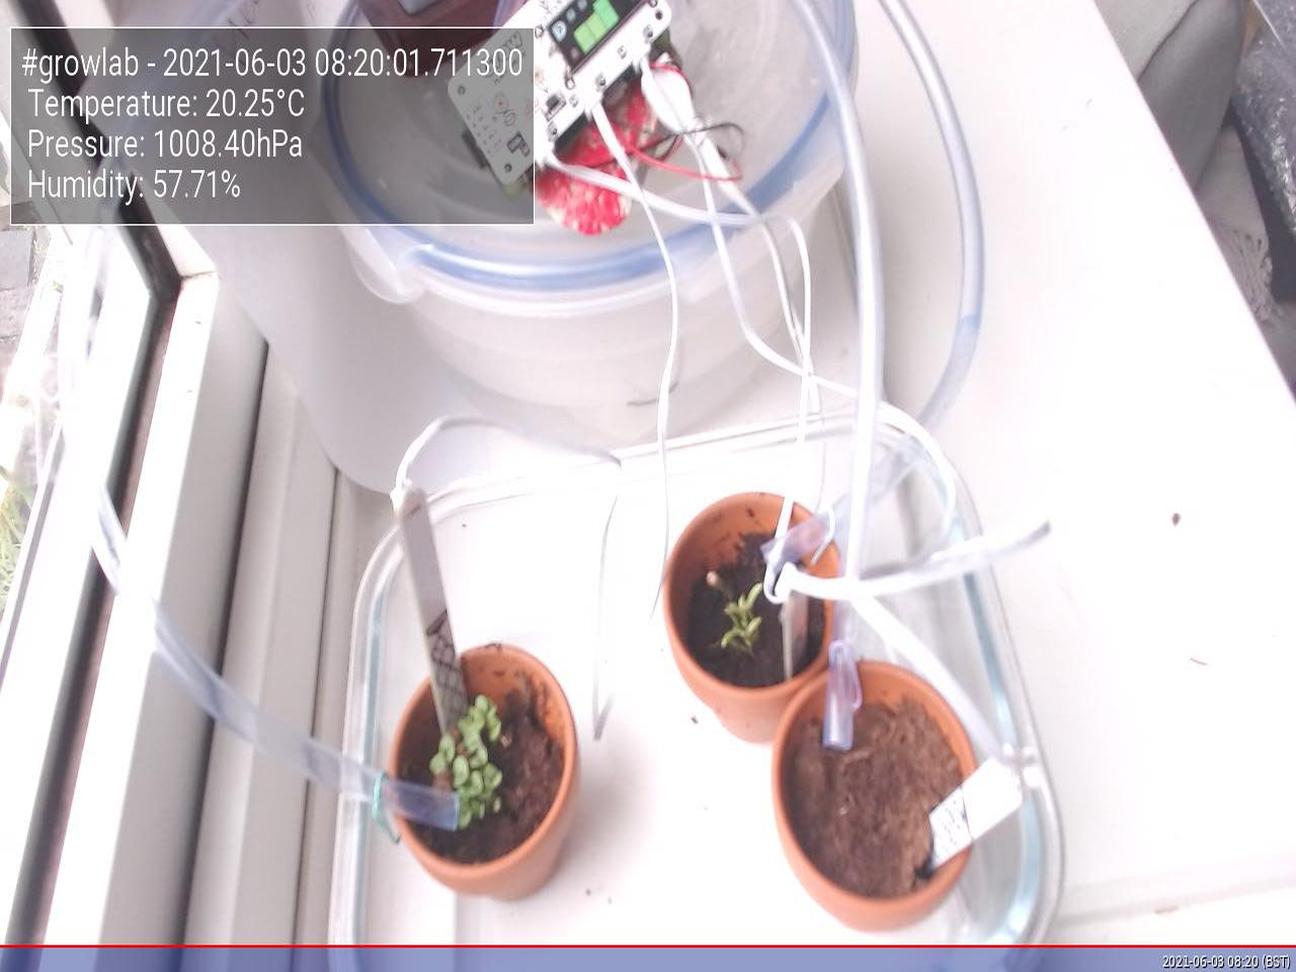 #growlab - 2021-06-03 08:20:01.711300
Temperature: 20.25°C
Pressure: 1008.40hPa
Humidity: 57.71%
2021-06-03 08:20 (BST)